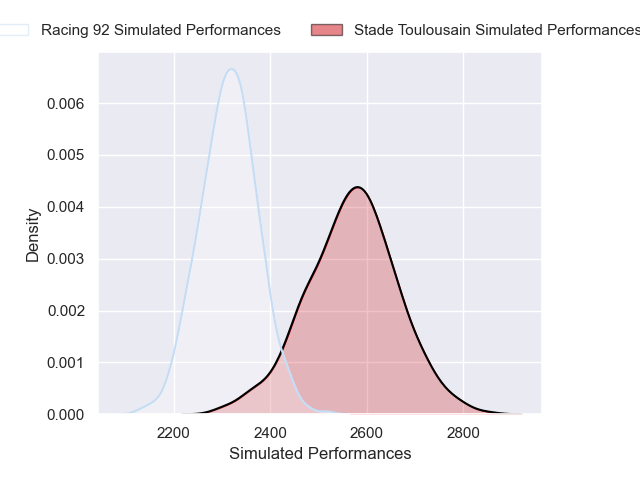 Racing 92 Simulated Performances
Stade Toulousain Simulated Performances
0.006
0.005
0.004
0.003
0.002
0.001
0.000
Density
2200
2400
2600
2800
Simulated Performances